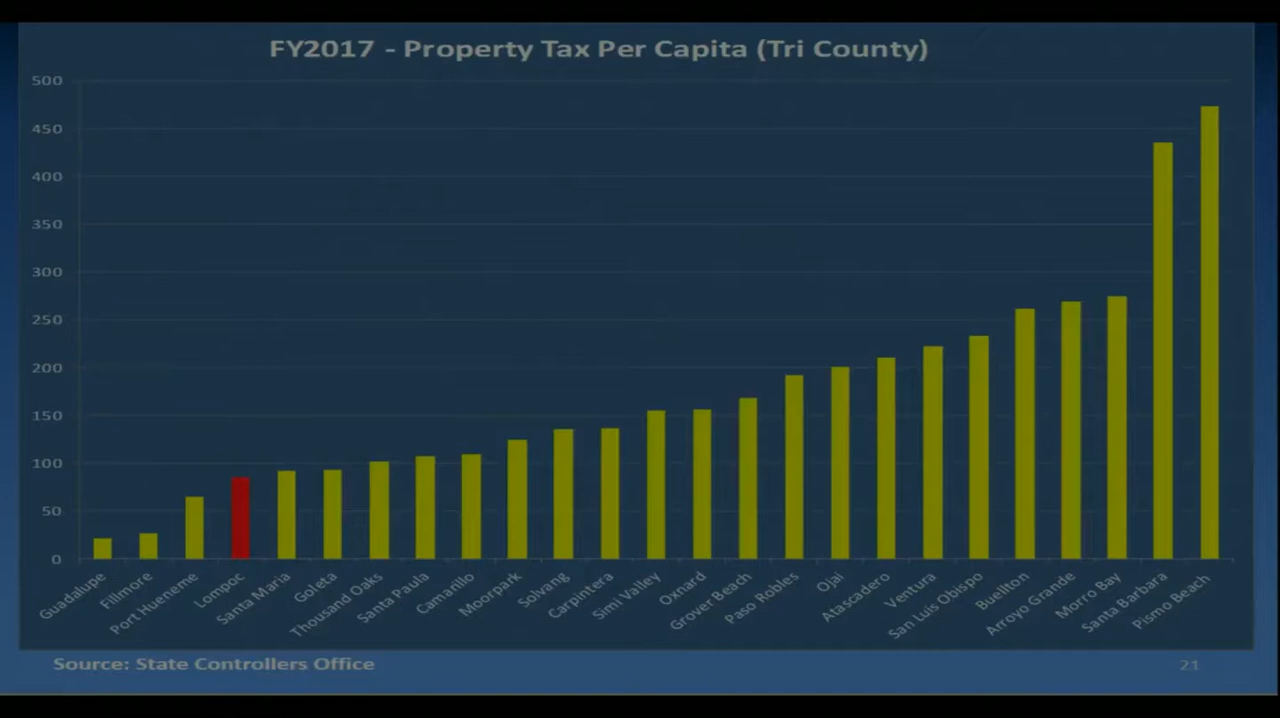 FY2017 - Property Tax Per Capita (Tri County)
500
450
400
350
300
250
200
150
100
50
0
Guadalupe
Fillmore
Port Hueneme
Lompoc
Santa Maria
Goleta
Thousand Oaks
Santa Paula
Camarillo
Moorpark
Solvang
Carpintera
Simi Valley
Oxnard
Grover Beach
Paso Robles
Ojai
Atascadero
Ventura
San Luis Obispo
Buellton
Arroyo Grande
Morro Bay
Santa Barbara
Pismo Beach
Source: State Controllers Office
21